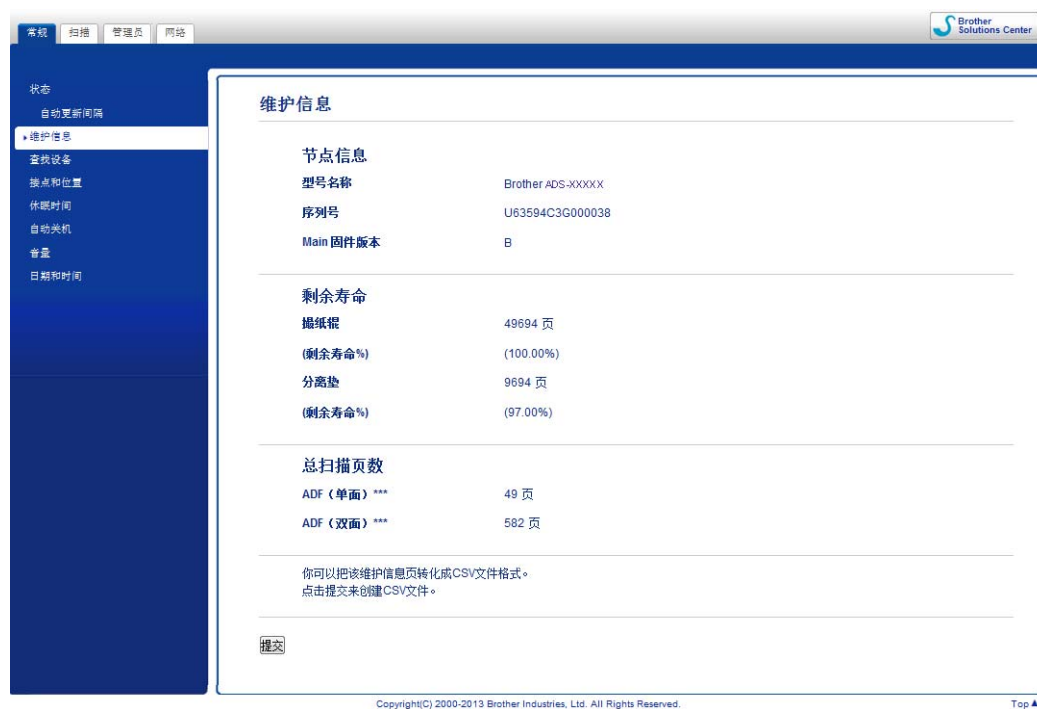 常规 扫描 管理员 网络
Brother
Solutions Center
状态
自动更新间隔
维护信息
查找设备
接点和位置
休眠时间
自动关机
音量
日期和时间
维护信息
节点信息
型号名称 Brother ADS-XXXXX
序列号 U63594C3G000038
Main 固件版本 B
剩余寿命
撮纸辊 49694 页
(剩余寿命%) (100.00%)
分离垫 9694 页
(剩余寿命%) (97.00%)
总扫描页数
ADF（单面）*** 49 页
ADF（双面）*** 582 页
你可以把该维护信息页转化成CSV文件格式。
点击提交来创建CSV文件。
提交
Copyright(C) 2000-2013 Brother Industries, Ltd. All Rights Reserved. Top▲